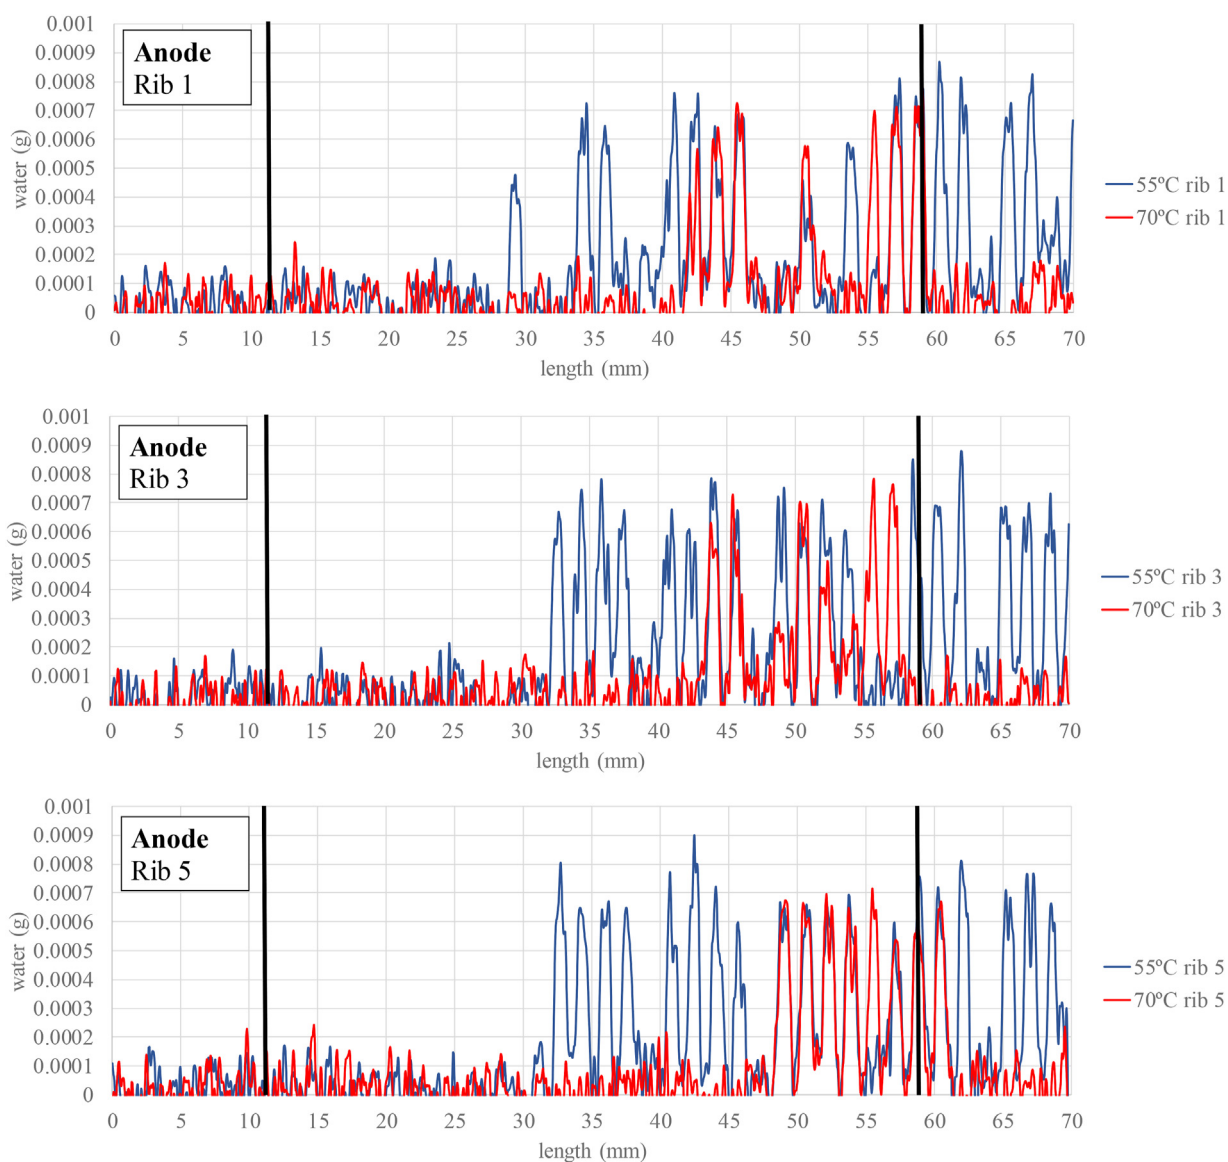 Anode
Rib 1
0.001
0.0009
0.0008
0.0007
0.0006
0.0005
0.0004
0.0003
0.0002
0.0001
0
water (g)
0 5 10 15 20 25 30 35 40 45 50 55 60 65 70
length (mm)
55ºC rib 1
70ºC rib 1
Anode
Rib 3
0.001
0.0009
0.0008
0.0007
0.0006
0.0005
0.0004
0.0003
0.0002
0.0001
0
water (g)
0 5 10 15 20 25 30 35 40 45 50 55 60 65 70
length (mm)
55ºC rib 3
70ºC rib 3
Anode
Rib 5
0.001
0.0009
0.0008
0.0007
0.0006
0.0005
0.0004
0.0003
0.0002
0.0001
0
water (g)
0 5 10 15 20 25 30 35 40 45 50 55 60 65 70
length (mm)
55ºC rib 5
70ºC rib 5